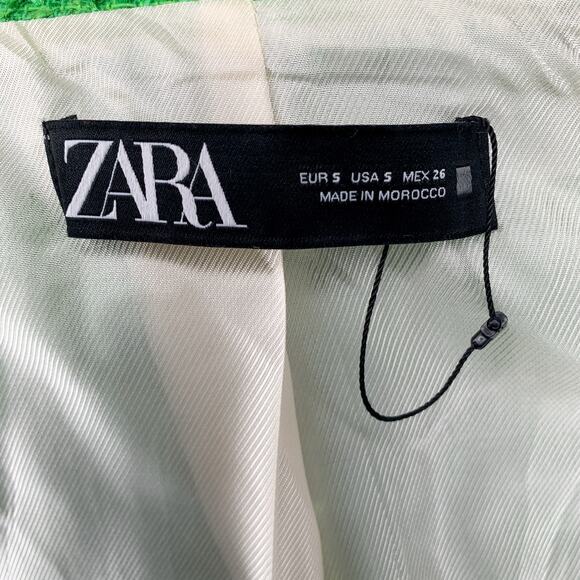 ZARA
EUR S USA S MEX 26
MADE IN MOROCCO